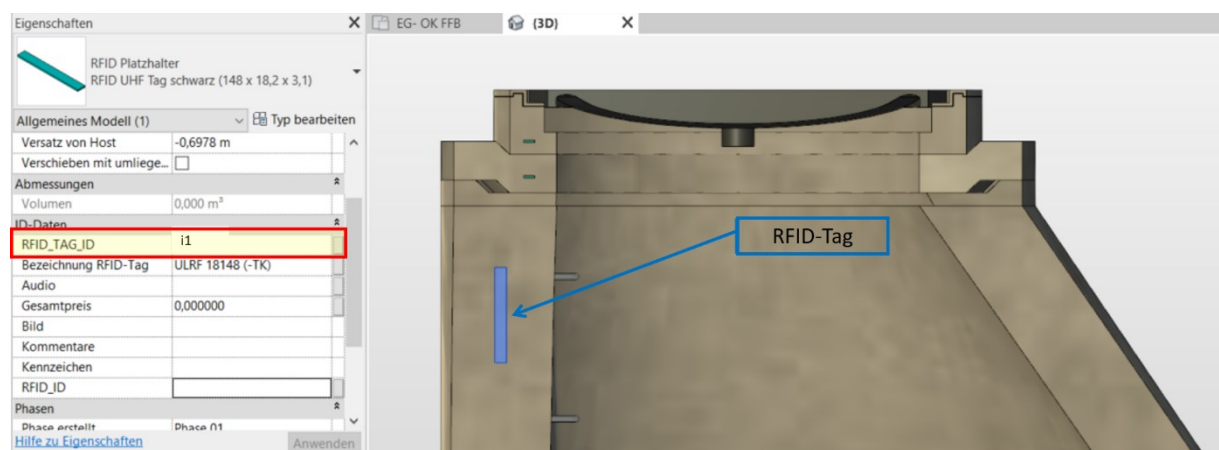 Eigenschaften
EG- OK FFB
(3D)
RFID Platzhalter
RFID UHF Tag schwarz (148 x 18,2 x 3,1)
Allgemeines Modell (1)
Typ bearbeiten
Versatz von Host
-0,6978 m
Verschieben mit umliege...
Abmessungen
Volumen
0,000 m³
ID-Daten
RFID_TAG_ID
i1
Bezeichnung RFID-Tag
ULRF 18148 (-TK)
Audio
Gesamtpreis
0,000000
Bild
Kommentare
Kennzeichen
RFID_ID
Phasen
Phase erstellt
Phase 01
Hilfe zu Eigenschaften
Anwenden
RFID-Tag